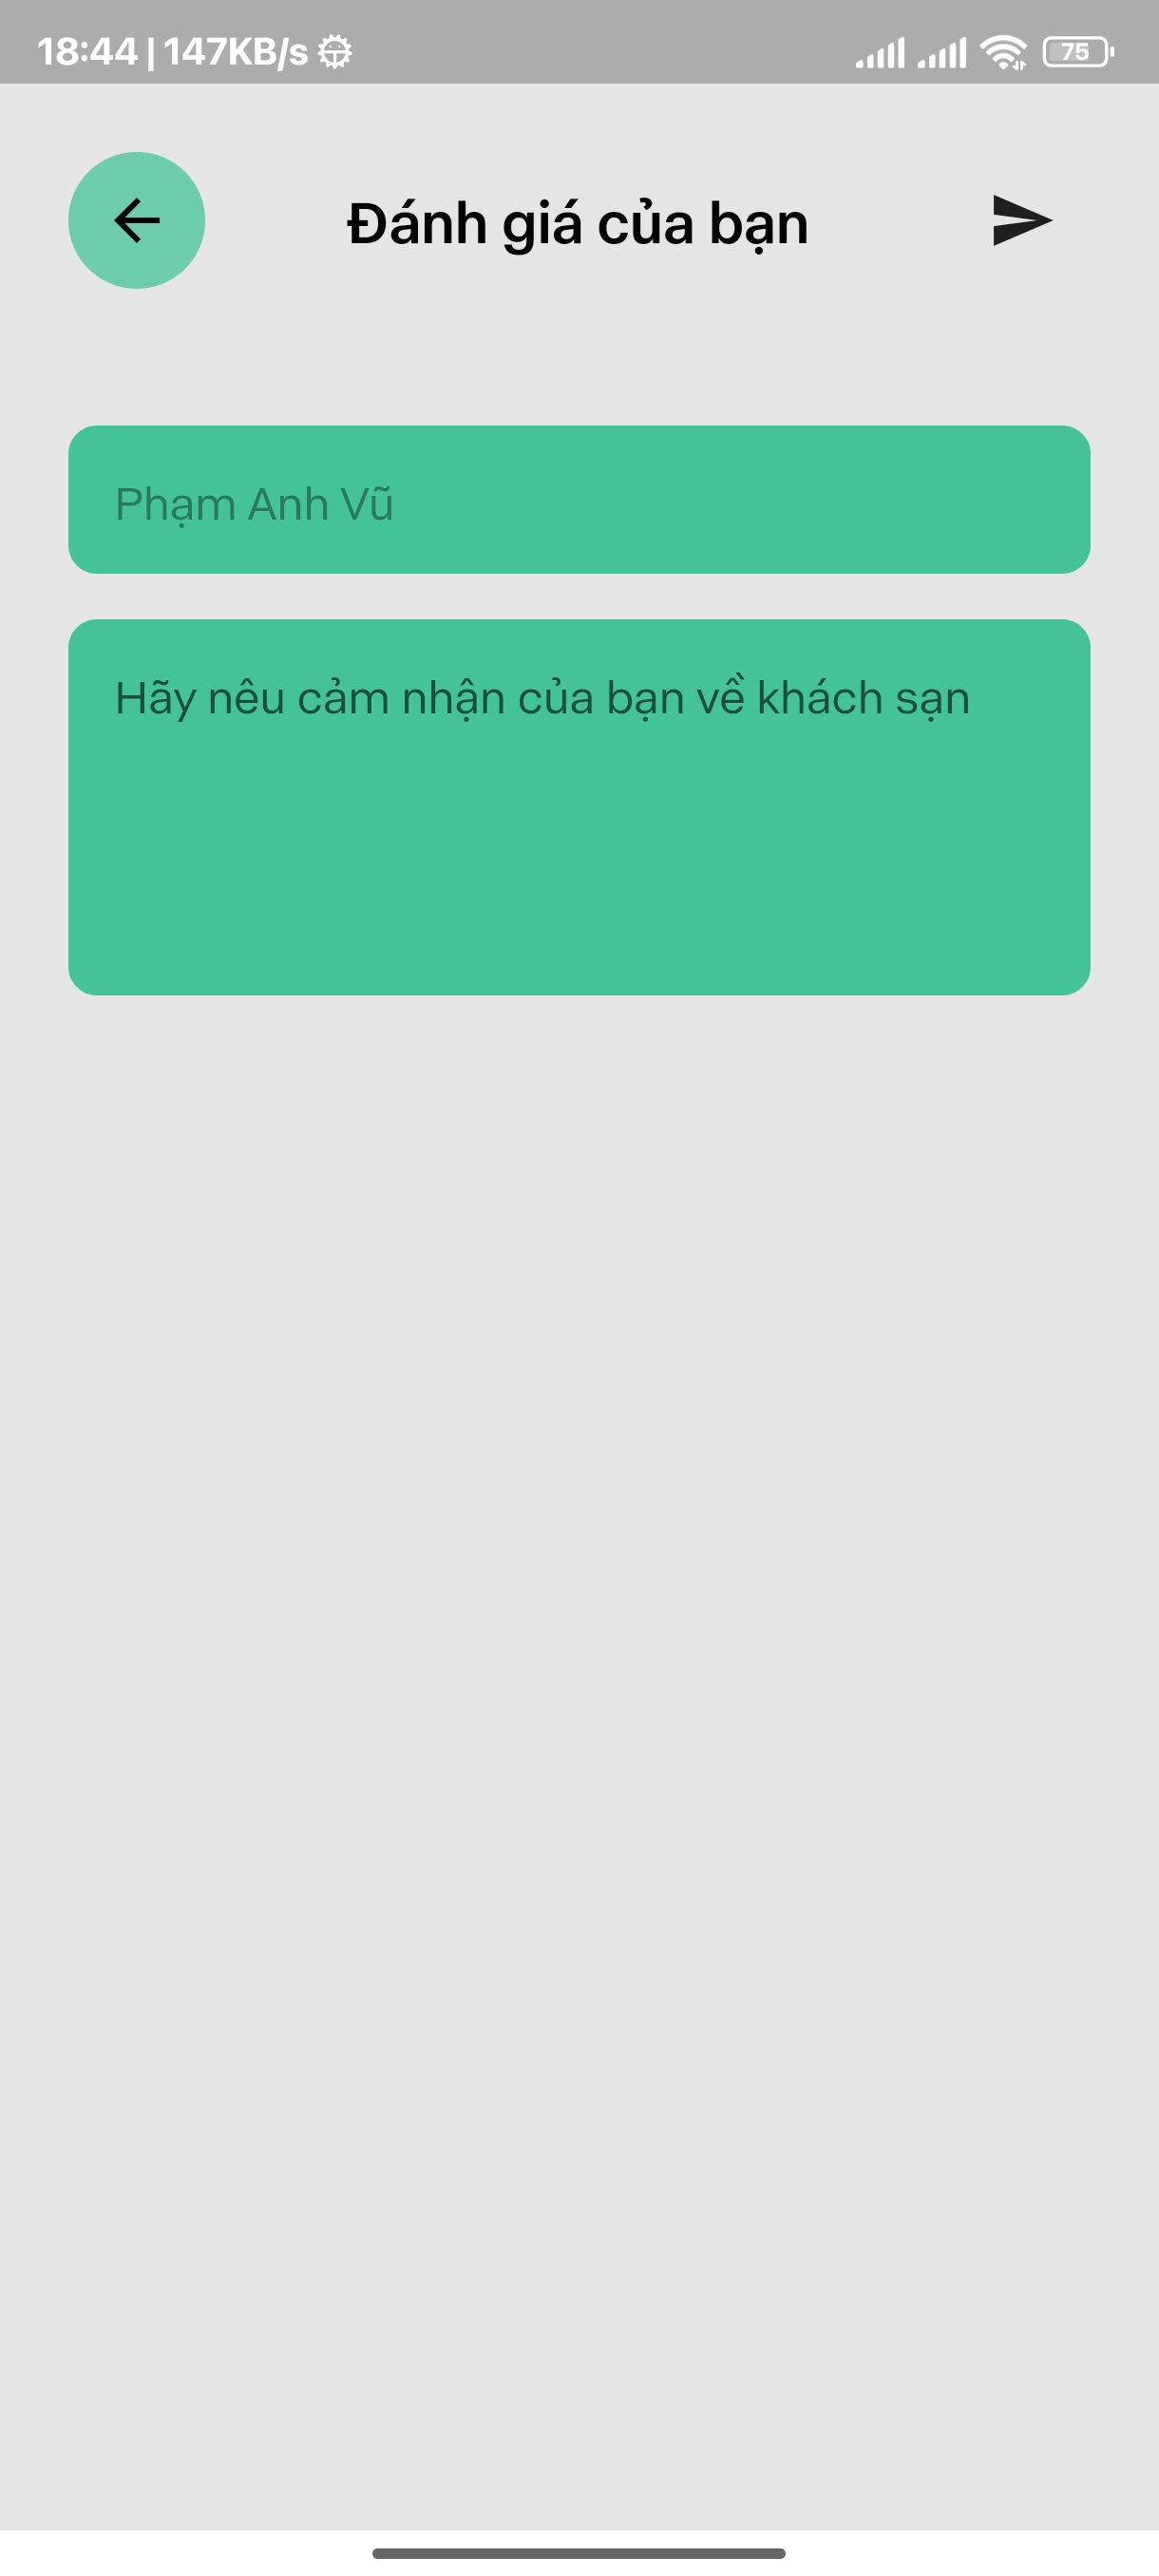 18:44 | 147KB/s
75
Đánh giá của bạn
Phạm Anh Vũ
Hãy nêu cảm nhận của bạn về khách sạn